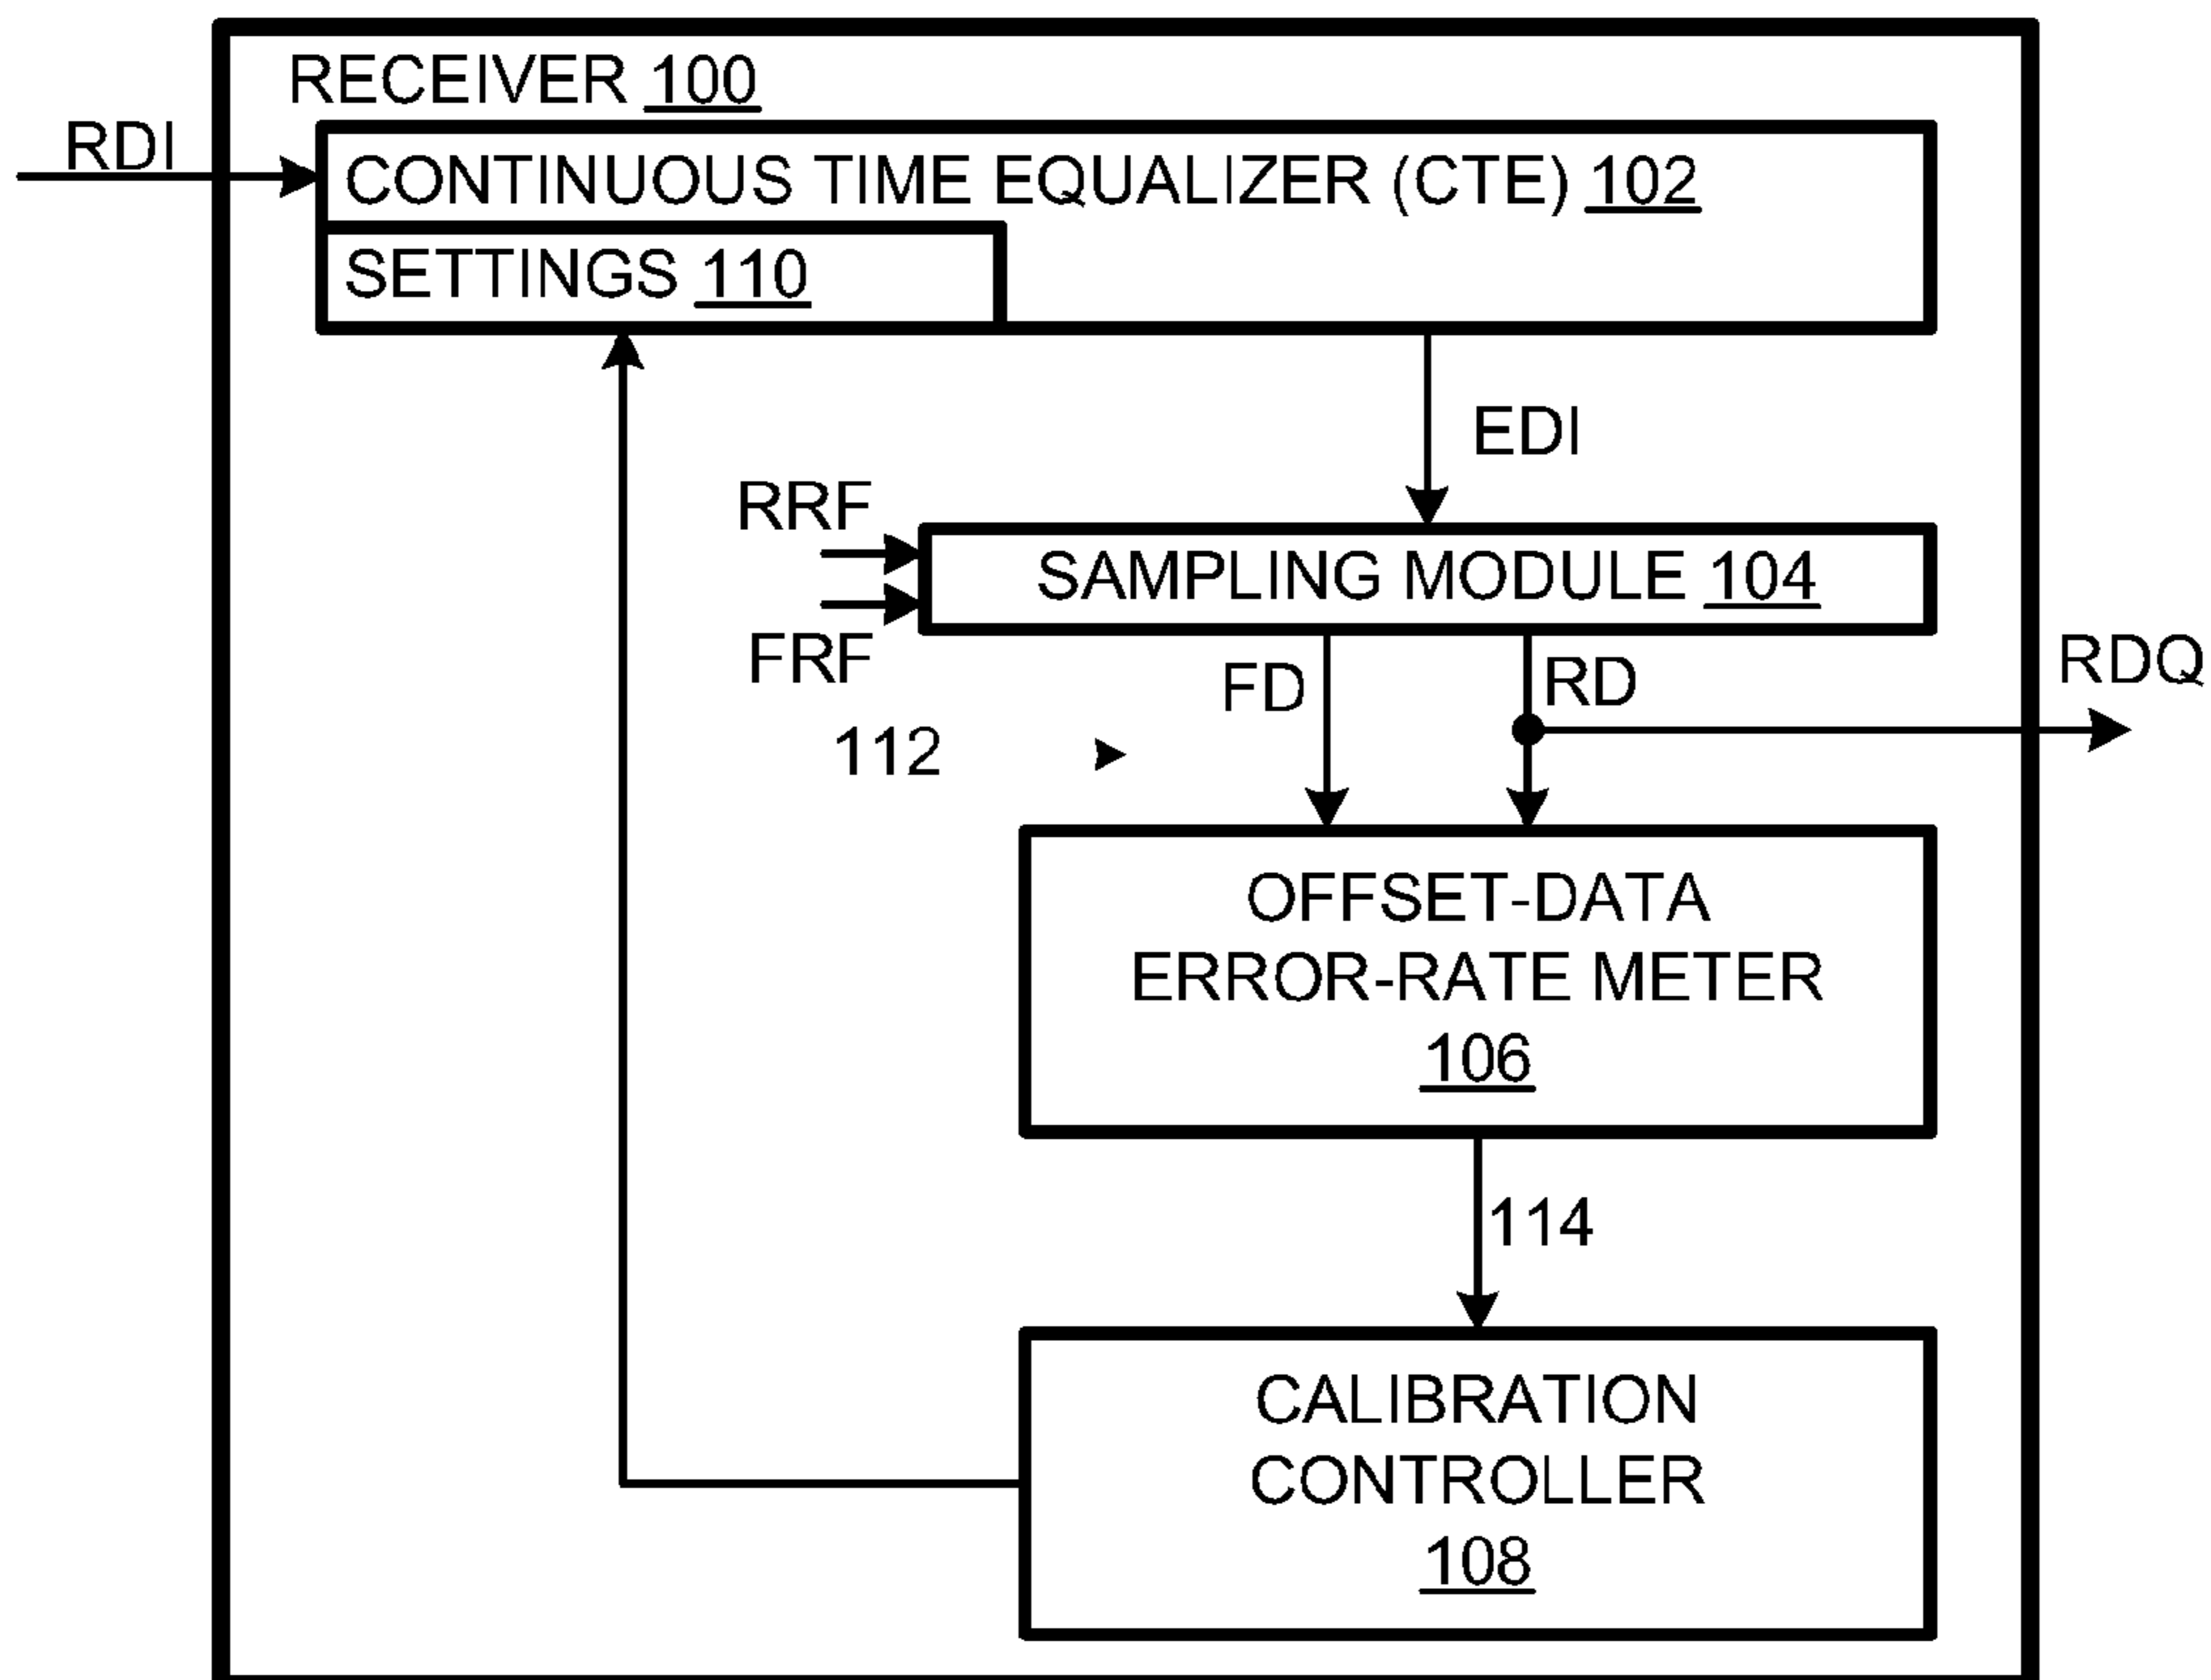 RECEIVER 100
RDI
CONTINUOUS TIME EQUALIZER (CTE) 102
SETTINGS 110
EDI
RRF
SAMPLING MODULE 104
FRF
FD
RD
RDQ
112
OFFSET-DATA
ERROR-RATE METER
106
114
CALIBRATION
CONTROLLER
108